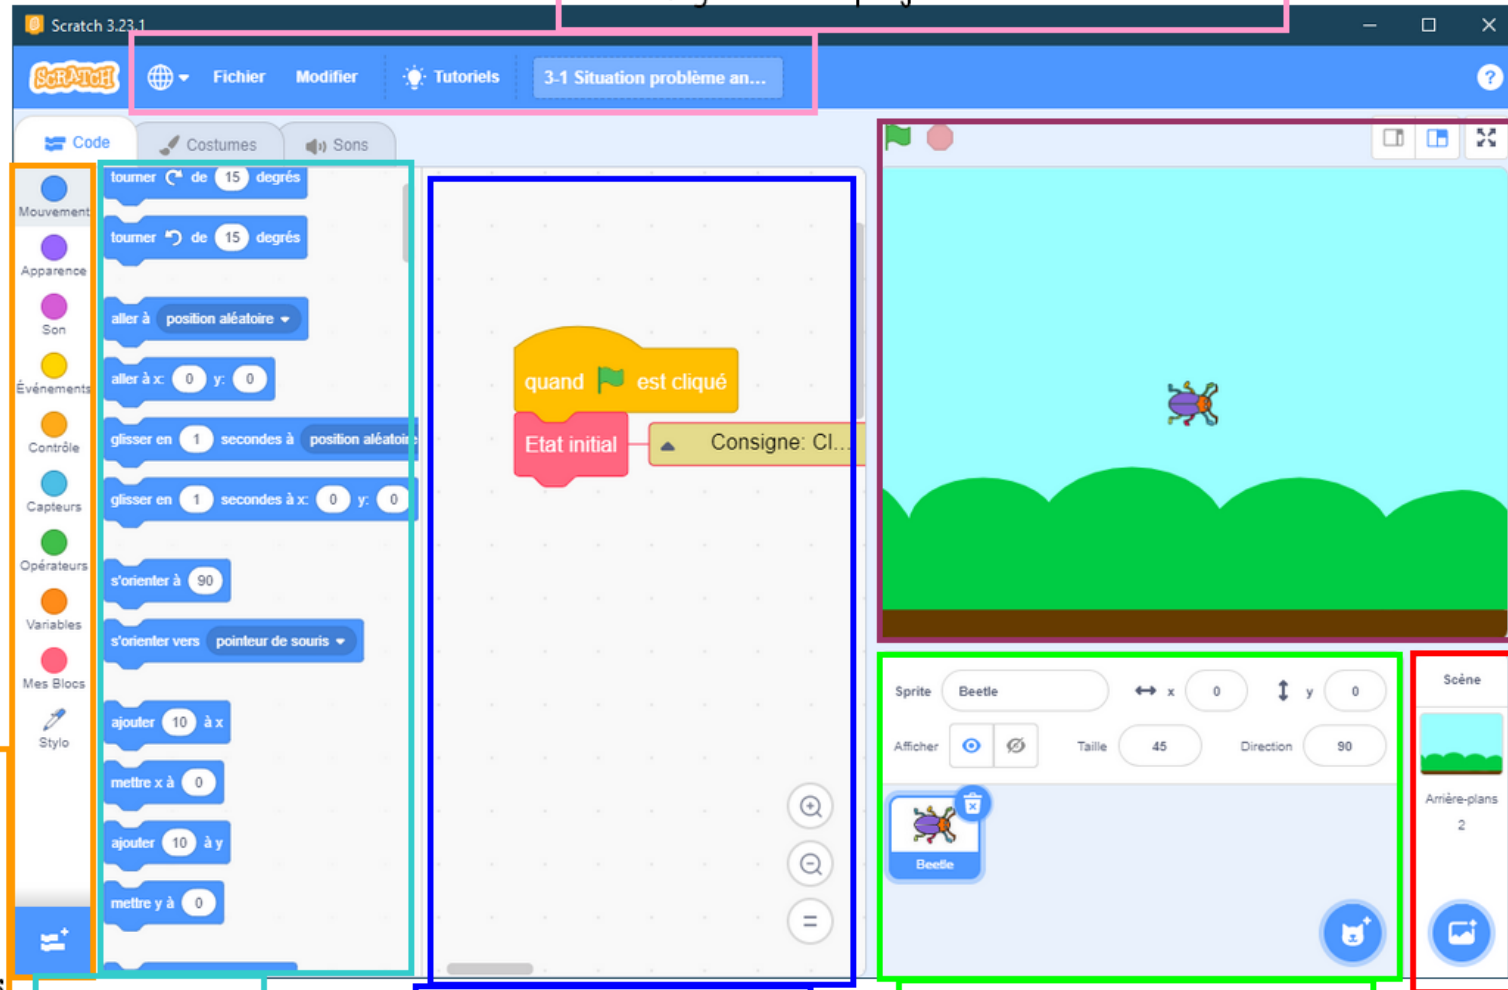 Scratch 3.23.1
SCRATCH
Fichier
Modifier
Tutoriels
3-1 Situation problème an...
?
Code
Costumes
Sons
Mouvement
Apparence
Son
Événements
Contrôle
Capteurs
Opérateurs
Variables
Mes Blocs
Stylo
tourner de 15 degrés
tourner de 15 degrés
aller à position aléatoire
aller à x: 0 y: 0
glisser en 1 secondes à position aléatoire
glisser en 1 secondes à x: 0 y: 0
s'orienter à 90
s'orienter vers pointeur de souris
ajouter 10 à x
mettre x à 0
ajouter 10 à y
mettre y à 0
quand est cliqué
Etat initial
Consigne: Cl...
Sprite Beetle x 0 y 0
Afficher Taille 45 Direction 90
Beetle
Scène
Arrière-plans
2